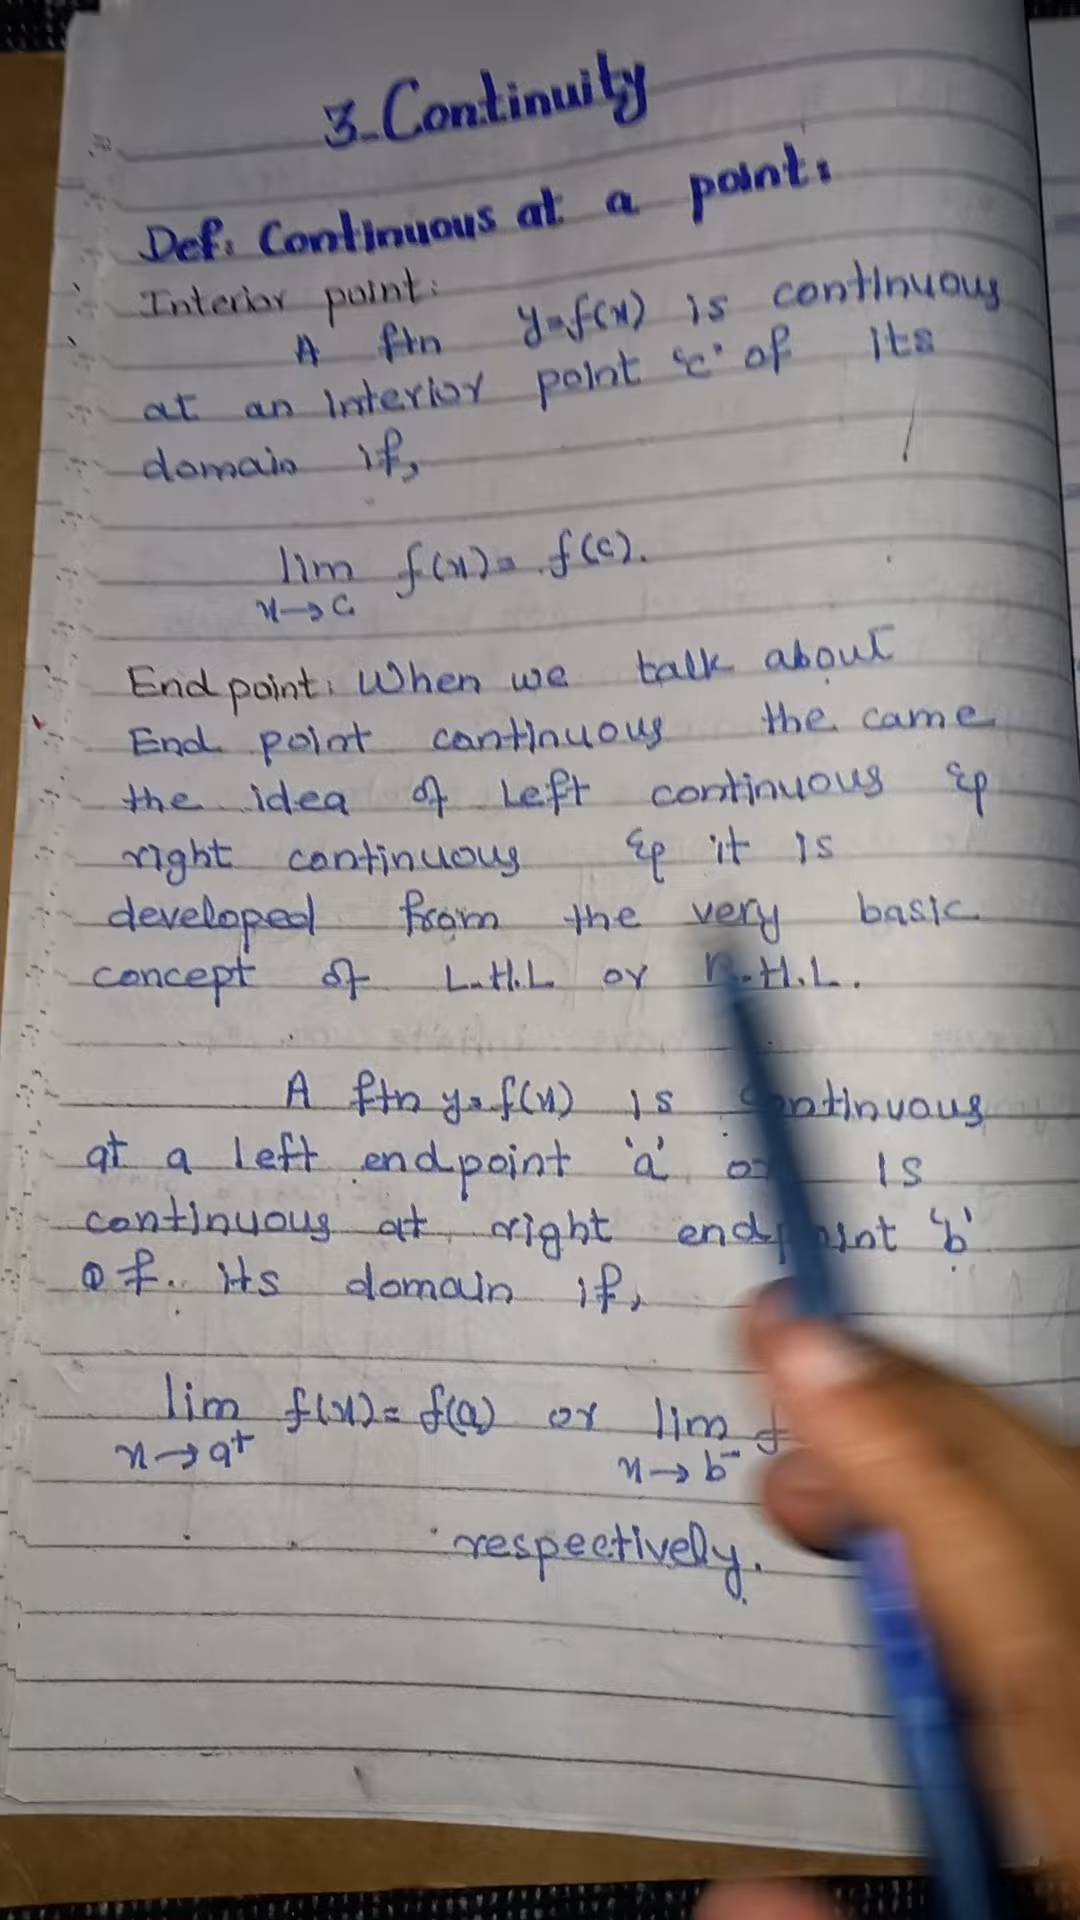 3. Continuity
Def: Continuous at a point:
Interior point:
A ftn y=f(x) is continuous
at an interior point 'c' of its
domain if,
lim f(x) = f(c).
x→c
End point: When we talk about
End point continuous the came
the idea of Left continuous &
right continuous & it is
developed from the very basic
concept of L.H.L or R.H.L.
A ftn y=f(x) is continuous
at a left endpoint 'a' or is
continuous at right endpoint 'b'
of its domain if,
lim f(x) = f(a) or lim f
x→a⁺ x→b⁻
respectively.